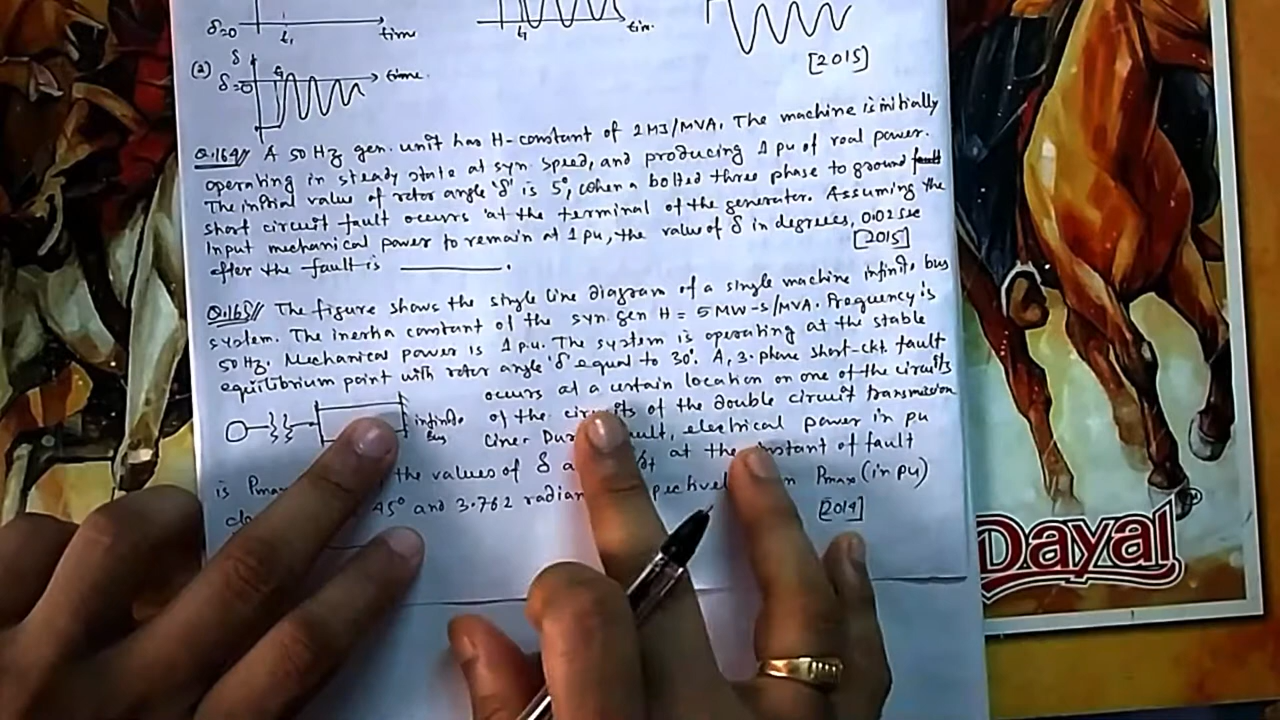 δ=0 t₁ time t₁ tim.
[2015]
(2) δ
δ=0 t₁ time.
Q.164// A 50 Hz gen. unit has H-constant of 2MJ/MVA. The machine is initially
operating in steady state at syn. speed, and producing 1 pu of real power.
The initial value of rotor angle 'δ' is 5°, when a bolted three phase to ground
short circuit fault occurs at the terminal of the generator. Assuming the
Input mechanical power to remain at 1 pu, the value of δ in degrees, 0.02 sec
after the fault is ________ . [2015]
Q.165// The figure shows the single line diagram of a single machine infinite bus
system. The inertia constant of the syn. gen H = 5 MW-s/MVA. Frequency is
50 Hz. Mechanical power is 1 pu. The system is operating at the stable
equilibrium point with rotor angle 'δ' equal to 30°. A, 3-phase short-ckt. fault
occurs at a certain location on one of the circuits
of the of the double circuit transmission
infinite
bus
line. ault, electrical power in pu
is Pma the values of δ a at the instant of fault
cl 45° and 3.762 radian Pmax (in pu)
[2014]
Dayal